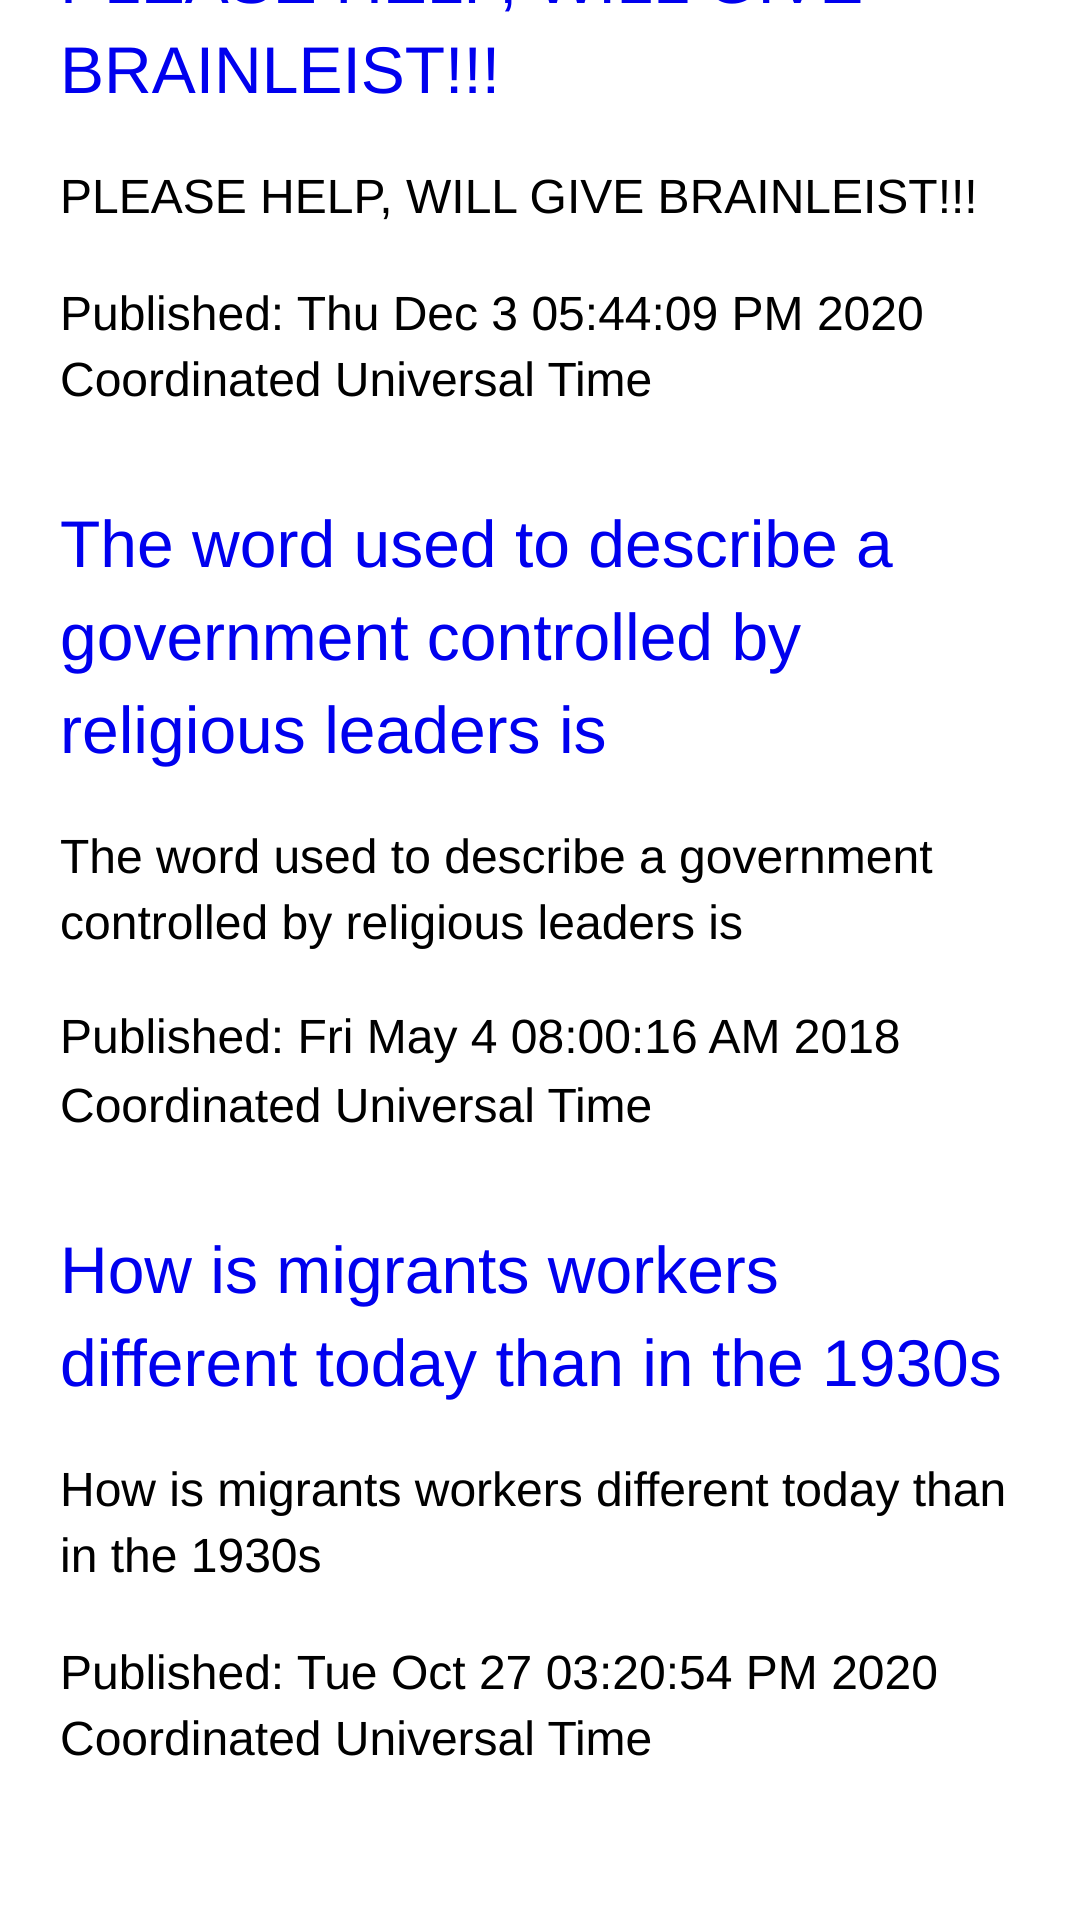 PLEASE HELP, WILL GIVE
BRAINLEIST!!!
PLEASE HELP, WILL GIVE BRAINLEIST!!!
Published: Thu Dec 3 05:44:09 PM 2020
Coordinated Universal Time
The word used to describe a
government controlled by
religious leaders is
The word used to describe a government
controlled by religious leaders is
Published: Fri May 4 08:00:16 AM 2018
Coordinated Universal Time
How is migrants workers
different today than in the 1930s
How is migrants workers different today than
in the 1930s
Published: Tue Oct 27 03:20:54 PM 2020
Coordinated Universal Time